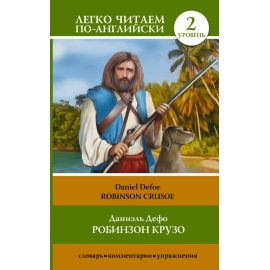 ЛЕГКО ЧИТАЕМ
ПО-АНГЛИЙСКИ
2
УРОВЕНЬ
Daniel Defoe
ROBINSON CRUSOE
Даниэль Дефо
РОБИНЗОН КРУЗО
словарь • комментарии • упражнения